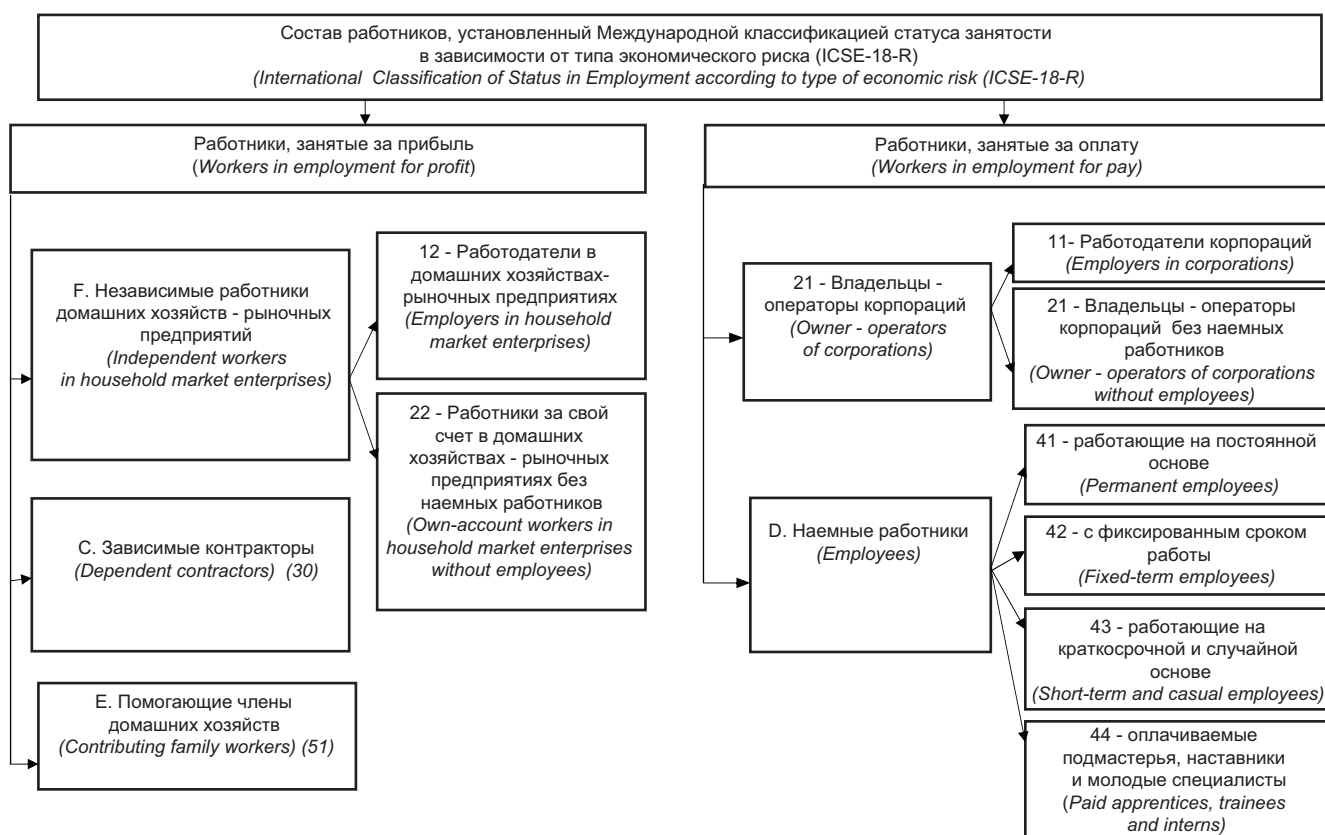 Состав работников, установленный Международной классификацией статуса занятости
в зависимости от типа экономического риска (ICSE-18-R)
(International Classification of Status in Employment according to type of economic risk (ICSE-18-R)
Работники, занятые за прибыль
(Workers in employment for profit)
F. Независимые работники
домашних хозяйств - рыночных
предприятий
(Independent workers
in household market enterprises)
12 - Работодатели в
домашних хозяйствах-
рыночных предприятиях
(Employers in household
market enterprises)
22 - Работники за свой
счет в домашних
хозяйствах - рыночных
предприятиях без
наемных работников
(Own-account workers in
household market enterprises
without employees)
C. Зависимые контракторы
(Dependent contractors) (30)
E. Помогающие члены
домашних хозяйств
(Contributing family workers) (51)
Работники, занятые за оплату
(Workers in employment for pay)
21 - Владельцы -
операторы корпораций
(Owner - operators
of corporations)
11- Работодатели корпораций
(Employers in corporations)
21 - Владельцы - операторы
корпораций без наемных
работников
(Owner - operators of corporations
without employees)
D. Наемные работники
(Employees)
41 - работающие на постоянной
основе
(Permanent employees)
42 - с фиксированным сроком
работы
(Fixed-term employees)
43 - работающие на
краткосрочной и случайной
основе
(Short-term and casual employees)
44 - оплачиваемые
подмастерья, наставники
и молодые специалисты
(Paid apprentices, trainees
and interns)